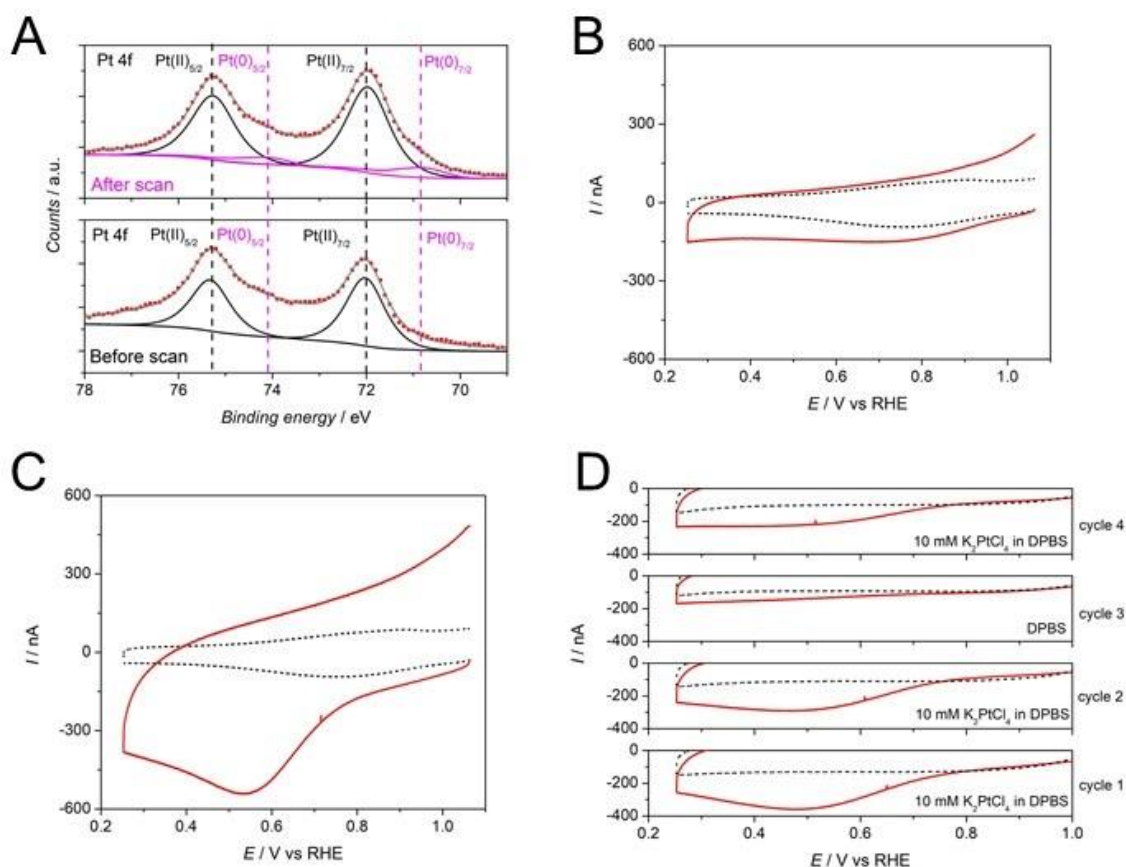 A
Pt 4f
Pt(II)5/2
Pt(0)5/2
Pt(II)7/2
Pt(0)7/2
After scan
Pt 4f
Pt(II)5/2
Pt(0)5/2
Pt(II)7/2
Pt(0)7/2
Before scan
Counts / a.u.
78 76 74 72 70
Binding energy / eV
B
600
300
0
-300
-600
I / nA
0.2 0.4 0.6 0.8 1.0
E / V vs RHE
C
600
300
0
-300
-600
I / nA
0.2 0.4 0.6 0.8 1.0
E / V vs RHE
D
0
-200
-400
10 mM K2PtCl4 in DPBS
cycle 4
0
-200
-400
DPBS
cycle 3
I / nA
0
-200
-400
10 mM K2PtCl4 in DPBS
cycle 2
0
-100
-200
-300
-400
10 mM K2PtCl4 in DPBS
cycle 1
0.2 0.4 0.6 0.8 1.0
E / V vs RHE